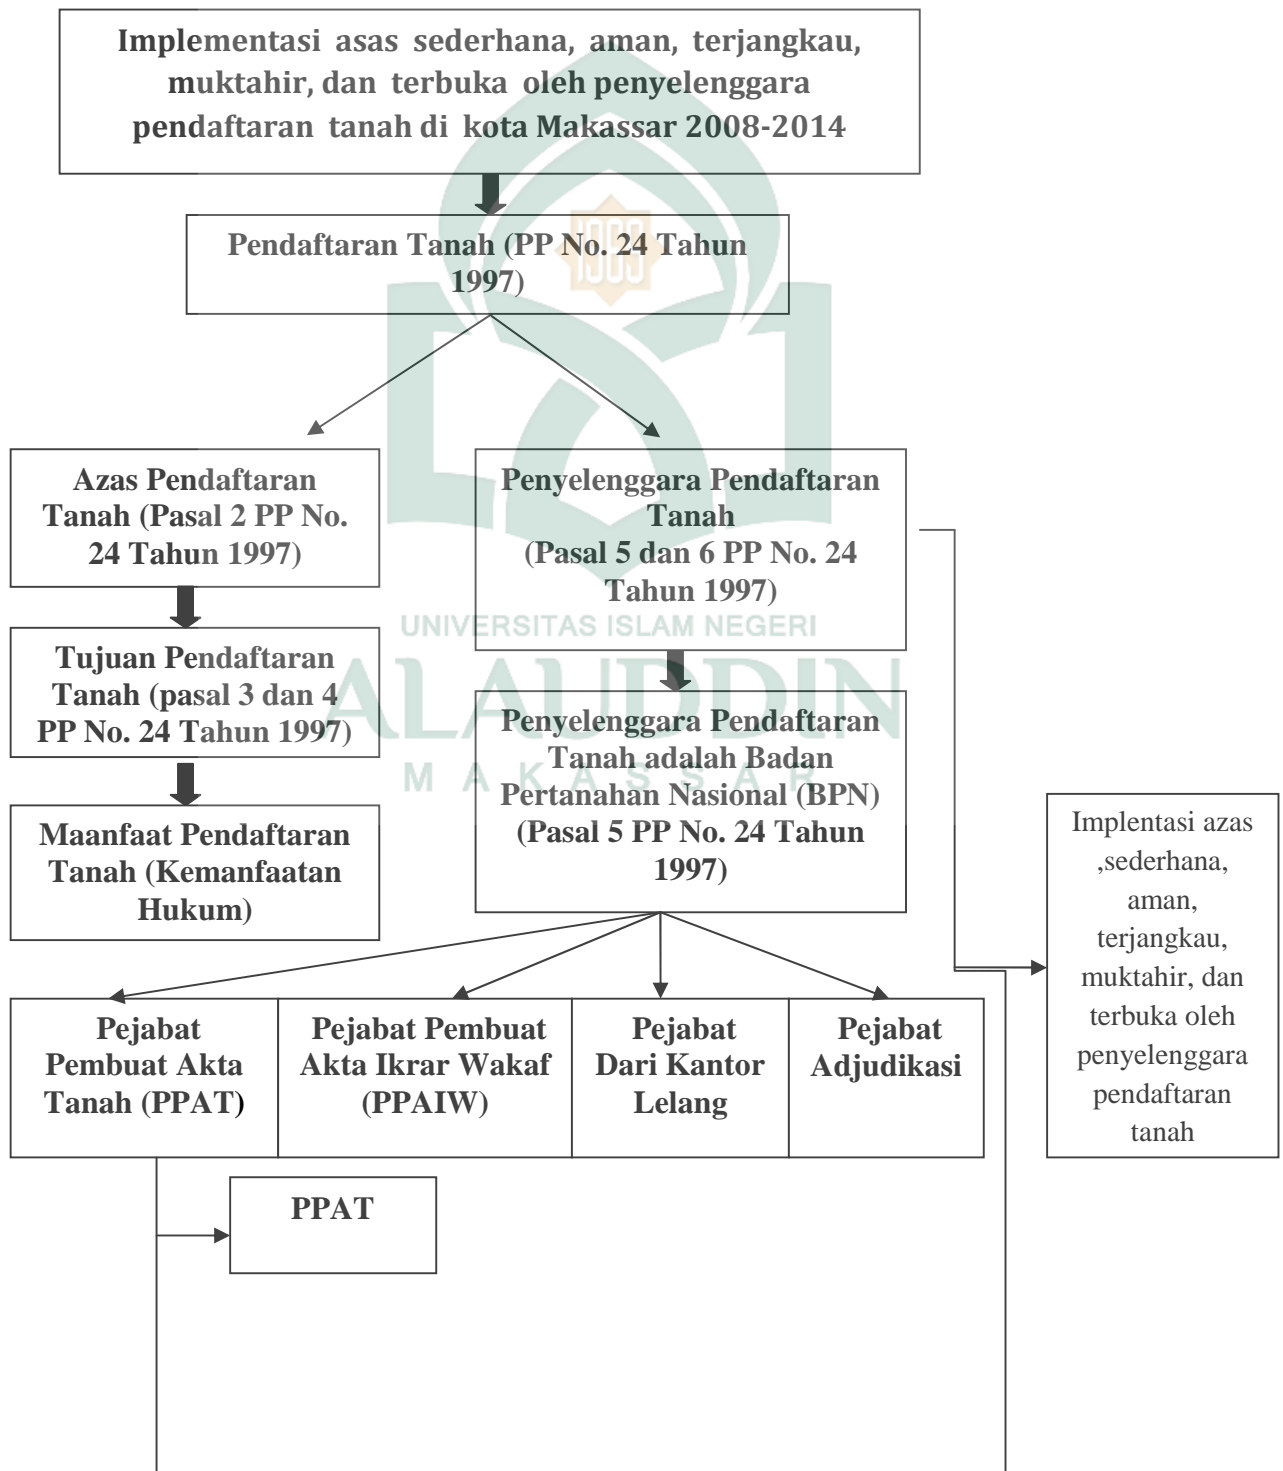 Implementasi asas sederhana, aman, terjangkau,
muktahir, dan terbuka oleh penyelenggara
pendaftaran tanah di kota Makassar 2008-2014
Pendaftaran Tanah (PP No. 24 Tahun
1997)
1965
Azas Pendaftaran
Tanah (Pasal 2 PP No.
24 Tahun 1997)
Penyelenggara Pendaftaran
Tanah
(Pasal 5 dan 6 PP No. 24
Tahun 1997)
UNIVERSITAS ISLAM NEGERI
ALAUDDIN
MAKASSAR
Tujuan Pendaftaran
Tanah (pasal 3 dan 4
PP No. 24 Tahun 1997)
Penyelenggara Pendaftaran
Tanah adalah Badan
Pertanahan Nasional (BPN)
(Pasal 5 PP No. 24 Tahun
1997)
Maanfaat Pendaftaran
Tanah (Kemanfaatan
Hukum)
Implentasi azas
,sederhana,
aman,
terjangkau,
muktahir, dan
terbuka oleh
penyelenggara
pendaftaran
tanah
Pejabat
Pembuat Akta
Tanah (PPAT)
Pejabat Pembuat
Akta Ikrar Wakaf
(PPAIW)
Pejabat
Dari Kantor
Lelang
Pejabat
Adjudikasi
PPAT